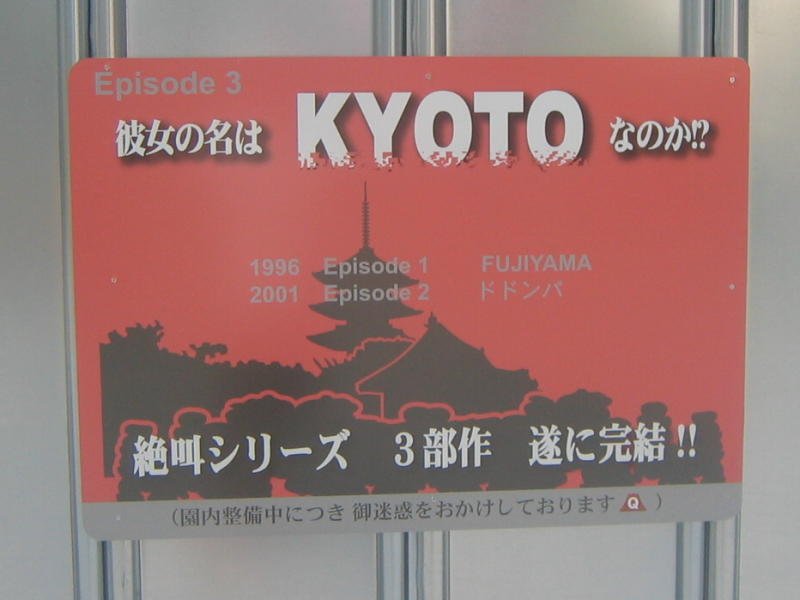 Episode 3
彼女の名は KYOTO なのか!?
1996 Episode 1 FUJIYAMA
2001 Episode 2 ドドンパ
絶叫シリーズ 3部作 遂に完結!!
(園内整備中につき 御迷惑をおかけしております Q )